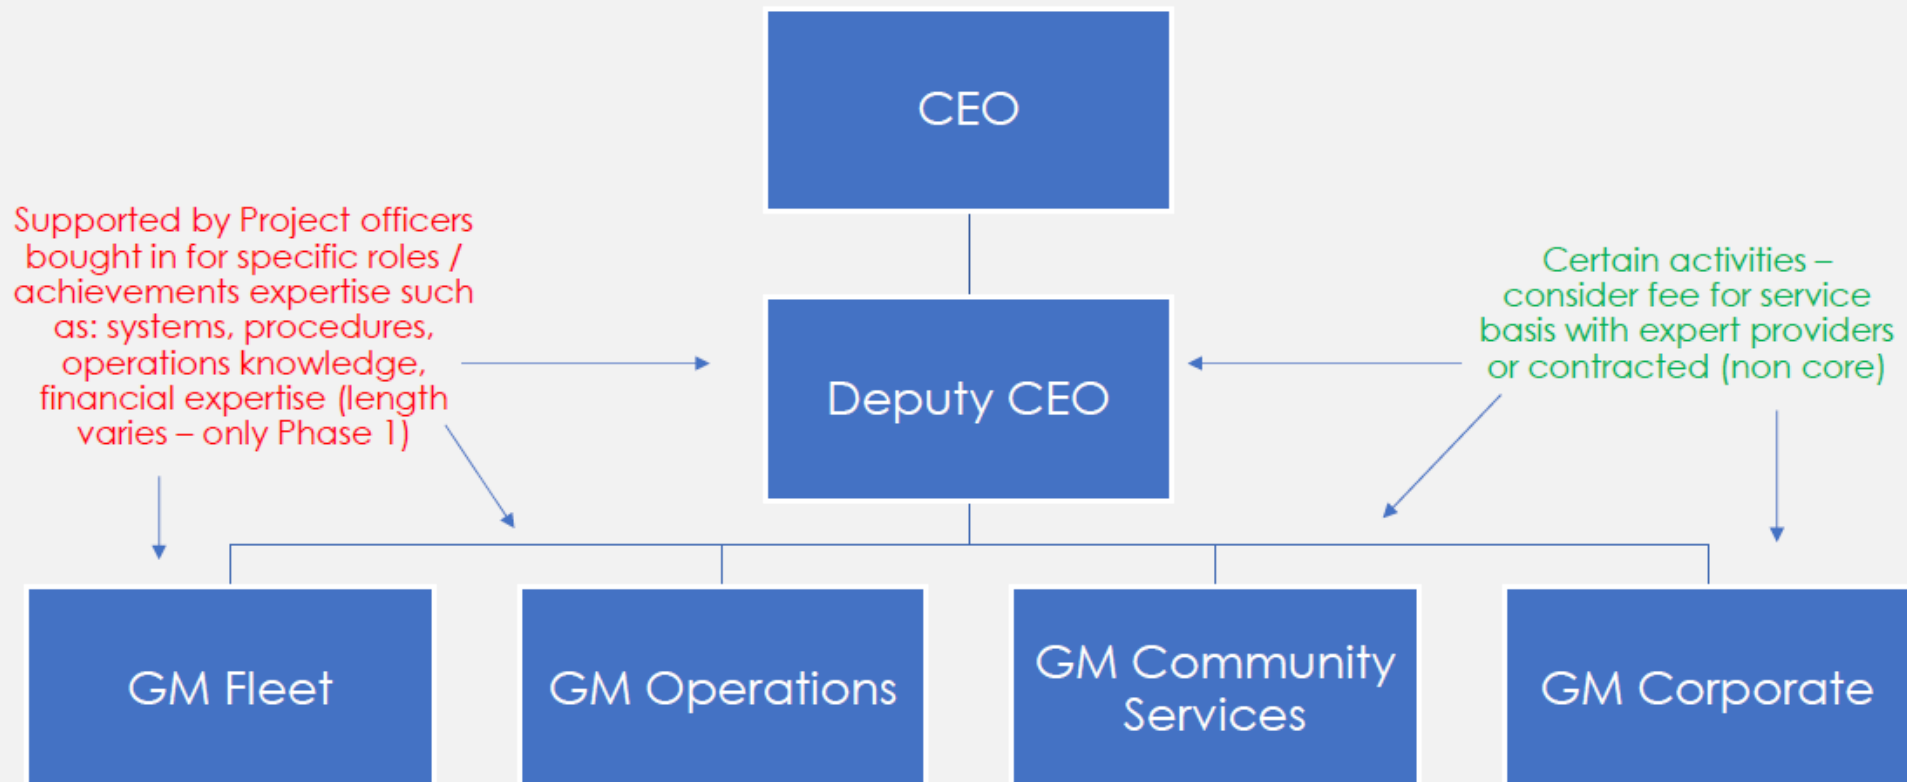 CEO
Supported by Project officers
bought in for specific roles /
achievements expertise such
as: systems, procedures,
operations knowledge,
financial expertise (length
varies – only Phase 1)
Certain activities –
consider fee for service
basis with expert providers
or contracted (non core)
Deputy CEO
GM Fleet
GM Operations
GM Community
Services
GM Corporate